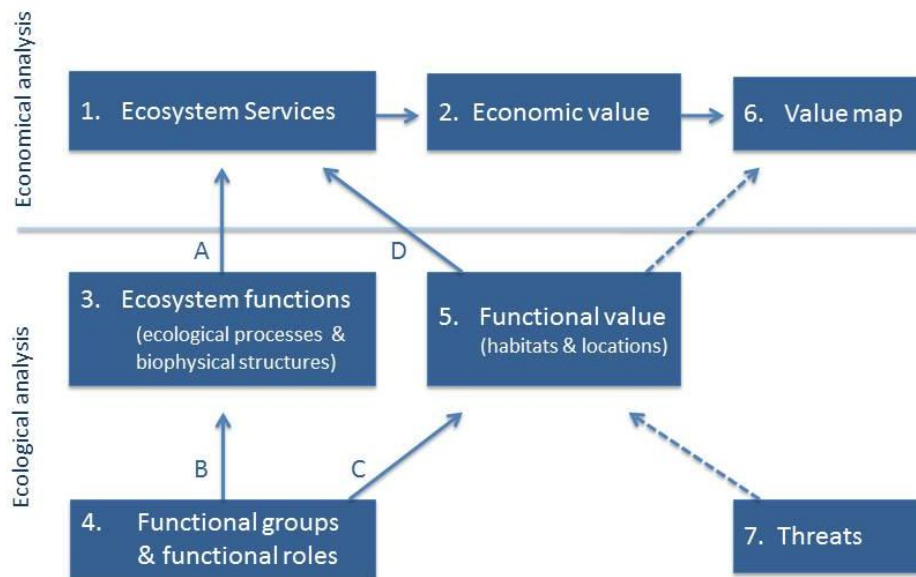 Economical analysis
1. Ecosystem Services
2. Economic value
6. Value map
A
D
Ecological analysis
3. Ecosystem functions
(ecological processes &
biophysical structures)
5. Functional value
(habitats & locations)
B
C
4. Functional groups
& functional roles
7. Threats